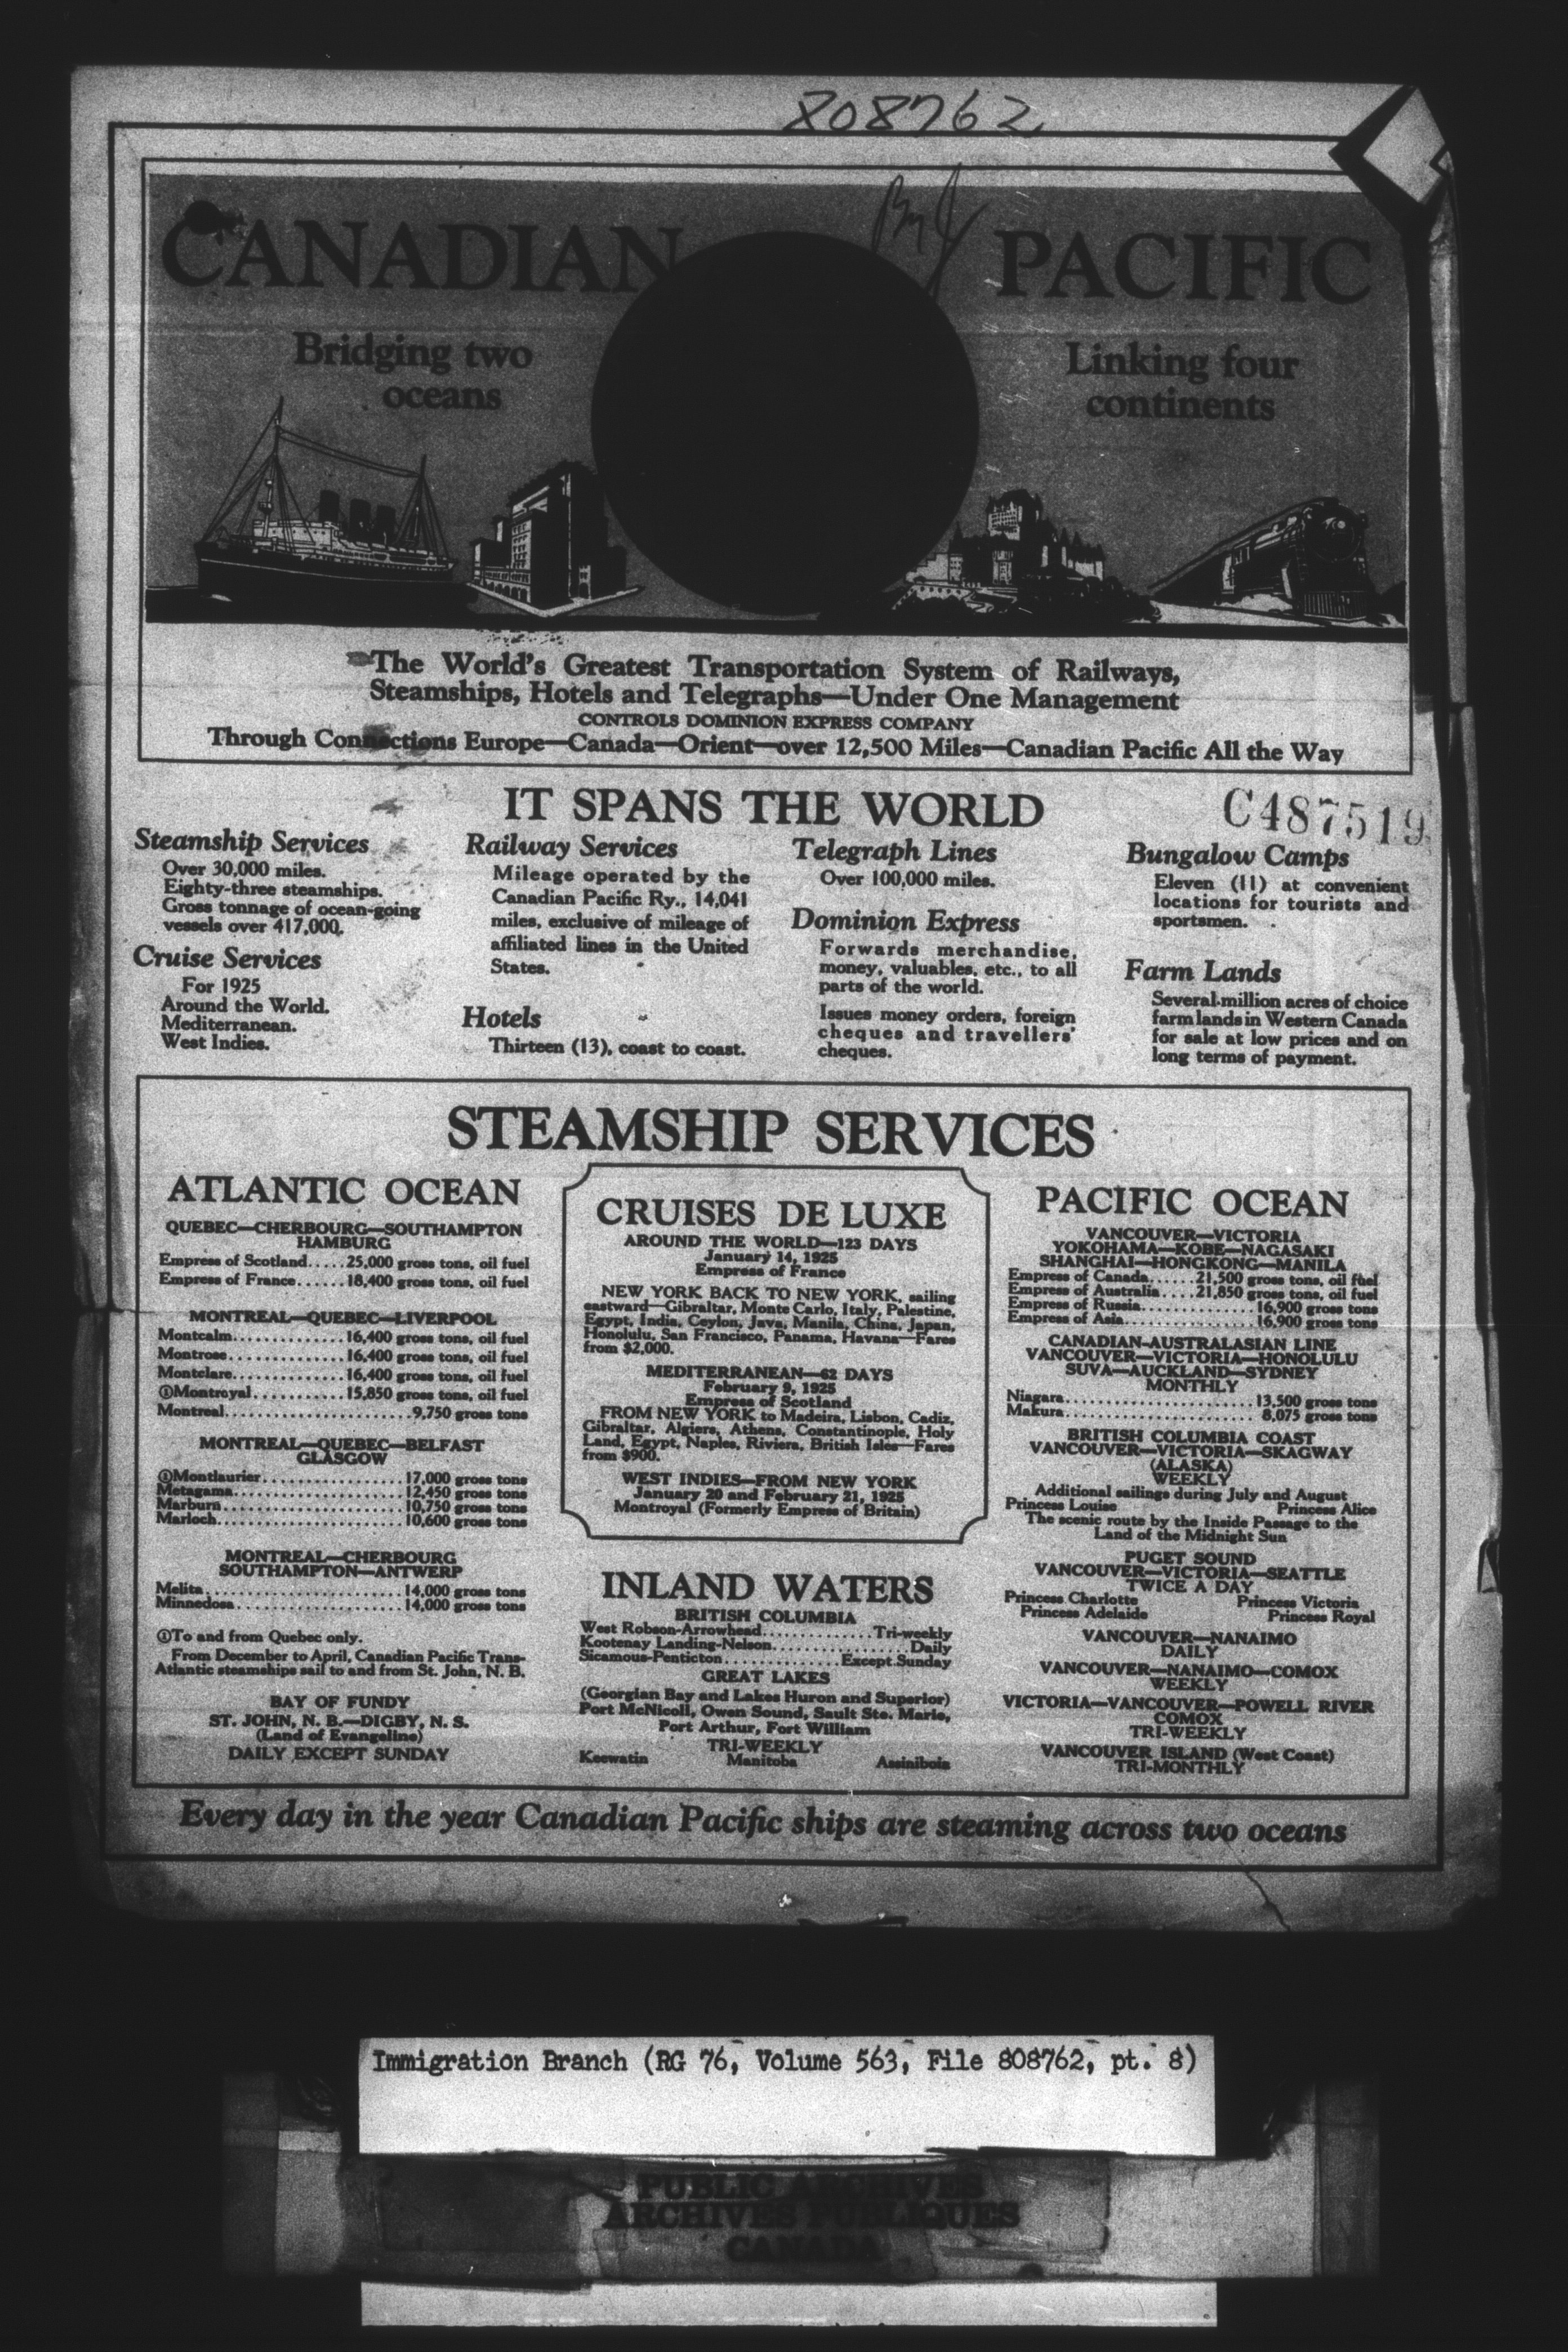 808762
CANADIAN PACIFIC
Bridging two
oceans
Linking four
continents
The World's Greatest Transportation System of Railways,
Steamships, Hotels and Telegraphs—Under One Management
CONTROLS DOMINION EXPRESS COMPANY
Through Connections Europe—Canada—Orient—over 12,500 Miles—Canadian Pacific All the Way
IT SPANS THE WORLD
C487519
Steamship Services
Over 30,000 miles.
Eighty-three steamships.
Gross tonnage of ocean-going
vessels over 417,000.
Cruise Services
For 1925
Around the World.
Mediterranean.
West Indies.
Railway Services
Mileage operated by the
Canadian Pacific Ry., 14,041
miles, exclusive of mileage of
affiliated lines in the United
States.
Hotels
Thirteen (13), coast to coast.
Telegraph Lines
Over 100,000 miles.
Dominion Express
Forwards merchandise,
money, valuables, etc., to all
parts of the world.
Issues money orders, foreign
cheques and travellers'
cheques.
Bungalow Camps
Eleven (11) at convenient
locations for tourists and
sportsmen.
Farm Lands
Several million acres of choice
farm lands in Western Canada
for sale at low prices and on
long terms of payment.
STEAMSHIP SERVICES
ATLANTIC OCEAN
QUEBEC—CHERBOURG—SOUTHAMPTON
HAMBURG
Empress of Scotland.....25,000 gross tons, oil fuel
Empress of France......18,400 gross tons, oil fuel
MONTREAL—QUEBEC—LIVERPOOL
Montcalm..............16,400 gross tons, oil fuel
Montrose..............16,400 gross tons, oil fuel
Montclare.............16,400 gross tons, oil fuel
①Montroyal..........15,850 gross tons, oil fuel
Montreal.......................9,750 gross tons
MONTREAL—QUEBEC—BELFAST
GLASGOW
①Montlaurier.................17,000 gross tons
Metagama.....................12,450 gross tons
Marburn......................10,750 gross tons
Marloch.......................10,600 gross tons
MONTREAL—CHERBOURG
SOUTHAMPTON—ANTWERP
Melita........................14,000 gross tons
Minnedosa....................14,000 gross tons
①To and from Quebec only.
From December to April, Canadian Pacific Trans-
Atlantic steamships sail to and from St. John, N. B.
BAY OF FUNDY
ST. JOHN, N. B.—DIGBY, N. S.
(Land of Evangeline)
DAILY EXCEPT SUNDAY
CRUISES DE LUXE
AROUND THE WORLD—123 DAYS
January 14, 1925
Empress of France
NEW YORK BACK TO NEW YORK, sailing
eastward—Gibraltar, Monte Carlo, Italy, Palestine,
Egypt, India, Ceylon, Java, Manila, China, Japan,
Honolulu, San Francisco, Panama, Havana—Fares
from $2,000.
MEDITERRANEAN—62 DAYS
February 9, 1925
Empress of Scotland
FROM NEW YORK to Madeira, Lisbon, Cadiz,
Gibraltar, Algiers, Athens, Constantinople, Holy
Land, Egypt, Naples, Riviera, British Isles—Fares
from $900.
WEST INDIES—FROM NEW YORK
January 20 and February 21, 1925
Montroyal (Formerly Empress of Britain)
INLAND WATERS
BRITISH COLUMBIA
West Robson-Arrowhead..............Tri-weekly
Kootenay Landing-Nelson.................Daily
Sicamous-Penticton..............Except Sunday
GREAT LAKES
(Georgian Bay and Lakes Huron and Superior)
Port McNicoll, Owen Sound, Sault Ste. Marie,
Port Arthur, Fort William
TRI-WEEKLY
Keewatin Manitoba Assiniboia
PACIFIC OCEAN
VANCOUVER—VICTORIA
YOKOHAMA—KOBE—NAGASAKI
SHANGHAI—HONGKONG—MANILA
Empress of Canada......21,500 gross tons, oil fuel
Empress of Australia....21,850 gross tons, oil fuel
Empress of Russia..............16,900 gross tons
Empress of Asia................16,900 gross tons
CANADIAN-AUSTRALASIAN LINE
VANCOUVER—VICTORIA—HONOLULU
SUVA—AUCKLAND—SYDNEY
MONTHLY
Niagara.......................13,500 gross tons
Makura....................... 8,075 gross tons
BRITISH COLUMBIA COAST
VANCOUVER—VICTORIA—SKAGWAY
(ALASKA)
WEEKLY
Additional sailings during July and August
Princess Louise Princess Alice
The scenic route by the Inside Passage to the
Land of the Midnight Sun
PUGET SOUND
VANCOUVER—VICTORIA—SEATTLE
TWICE A DAY
Princess Charlotte Princess Victoria
Princess Adelaide Princess Royal
VANCOUVER—NANAIMO
DAILY
VANCOUVER—NANAIMO—COMOX
WEEKLY
VICTORIA—VANCOUVER—POWELL RIVER
COMOX
TRI-WEEKLY
VANCOUVER ISLAND (West Coast)
TRI-MONTHLY
Every day in the year Canadian Pacific ships are steaming across two oceans
Immigration Branch (RG 76, Volume 563, File 808762, pt. 8)
PUBLIC ARCHIVES
ARCHIVES PUBLIQUES
CANADA